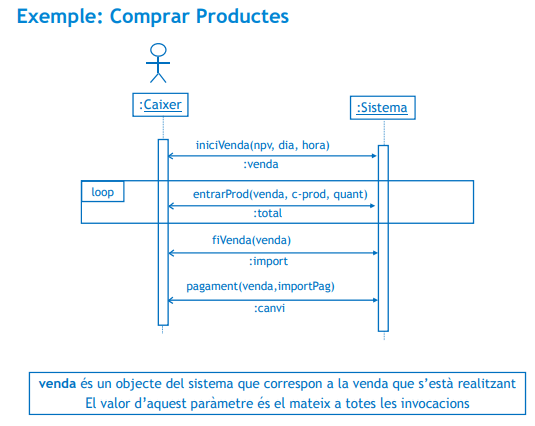 Exemple: Comprar Productes
:Caixer
:Sistema
iniciVenda(npv, dia, hora)
:venda
loop
entrarProd(venda, c-prod, quant)
:total
fiVenda(venda)
:import
pagament(venda,importPag)
:canvi
venda és un objecte del sistema que correspon a la venda que s'està realitzant
El valor d'aquest paràmetre és el mateix a totes les invocacions